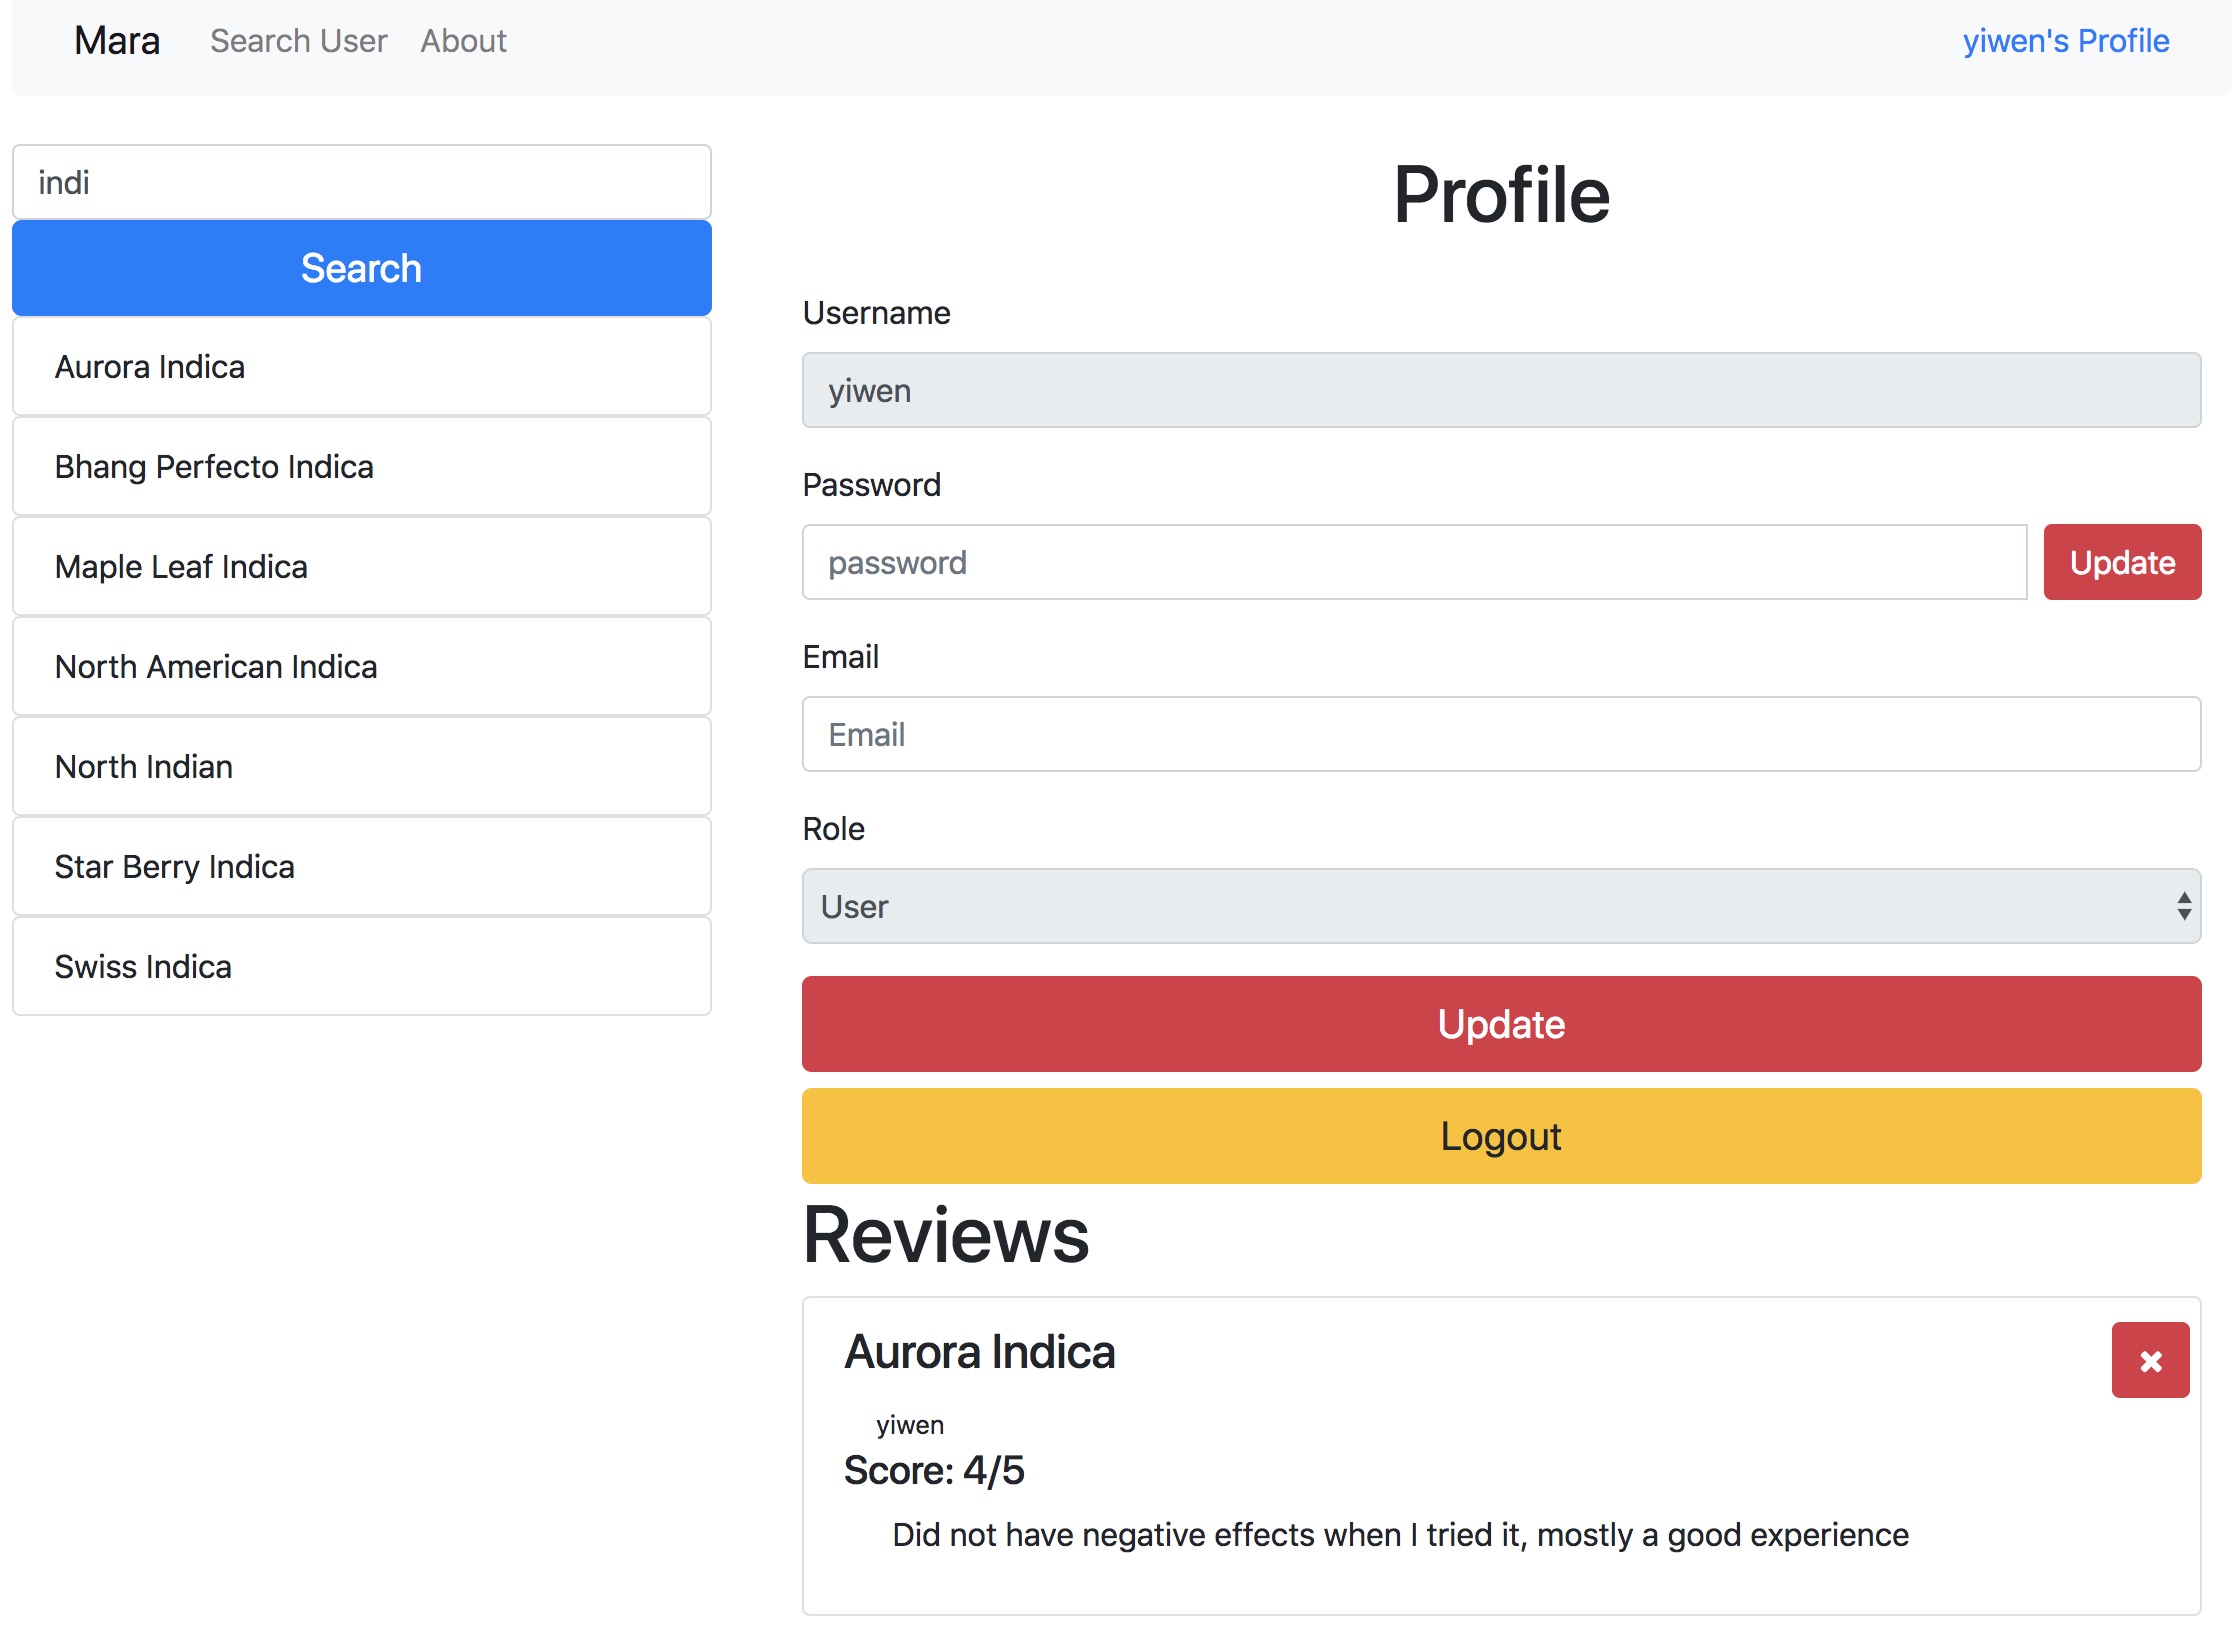 Mara Search User About yiwen's Profile
indi
Search
Aurora Indica
Bhang Perfecto Indica
Maple Leaf Indica
North American Indica
North Indian
Star Berry Indica
Swiss Indica
Profile
Username
yiwen
Password
password Update
Email
Email
Role
User
Update
Logout
Reviews
Aurora Indica
yiwen
Score: 4/5
Did not have negative effects when I tried it, mostly a good experience